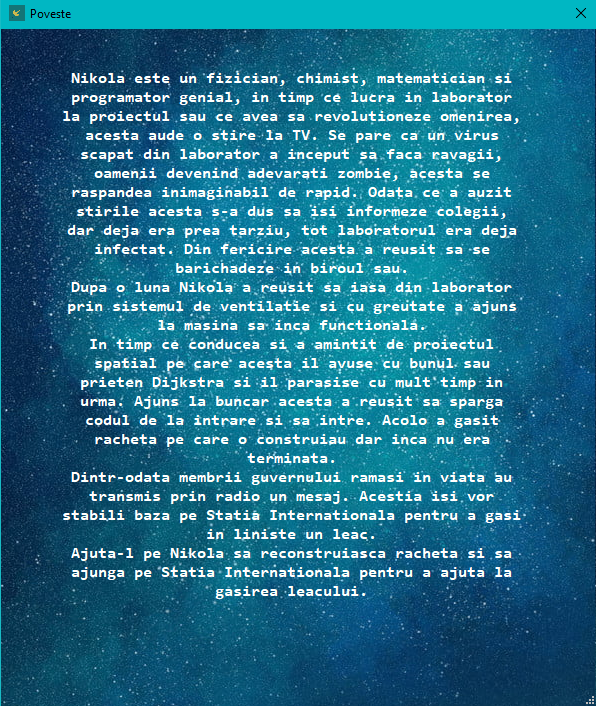 Poveste
Nikola este un fizician, chimist, matematician si
programator genial, in timp ce lucra in laborator
la proiectul sau ce avea sa revolutioneze omenirea,
acesta aude o stire la TV. Se pare ca un virus
scapat din laborator a inceput sa faca ravagii,
oamenii devenind adevarati zombie, acesta se
raspandea inimaginabil de rapid. Odata ce a auzit
stirile acesta s-a dus sa isi informeze colegii,
dar deja era prea tarziu, tot laboratorul era deja
infectat. Din fericire acesta a reusit sa se
barichadeze in biroul sau.
Dupa o luna Nikola a reusit sa iasa din laborator
prin sistemul de ventilatie si cu greutate a ajuns
la masina sa inca functionala.
In timp ce conducea si a amintit de proiectul
spatial pe care acesta il avuse cu bunul sau
prieten Dijkstra si il parasise cu mult timp in
urma. Ajuns la buncar acesta a reusit sa sparga
codul de la intrare si sa intre. Acolo a gasit
racheta pe care o construiau dar inca nu era
terminata.
Dintr-odata membrii guvernului ramasi in viata au
transmis prin radio un mesaj. Acestia isi vor
stabili baza pe Statia Internationala pentru a gasi
in liniste un leac.
Ajuta-l pe Nikola sa reconstruiasca racheta si sa
ajunga pe Statia Internationala pentru a ajuta la
gasirea leacului.